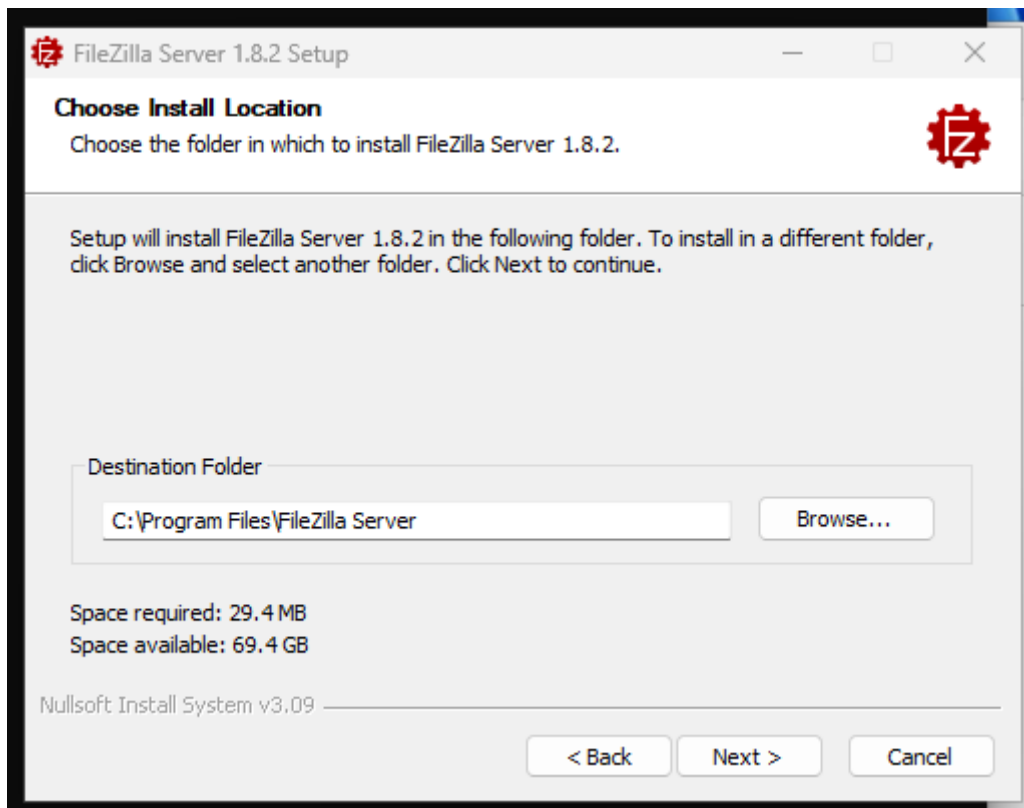 FileZilla Server 1.8.2 Setup
Choose Install Location
Choose the folder in which to install FileZilla Server 1.8.2.
Setup will install FileZilla Server 1.8.2 in the following folder. To install in a different folder,
click Browse and select another folder. Click Next to continue.
Destination Folder
C:\Program Files\FileZilla Server
Browse...
Space required: 29.4 MB
Space available: 69.4 GB
Nullsoft Install System v3.09
< Back
Next >
Cancel